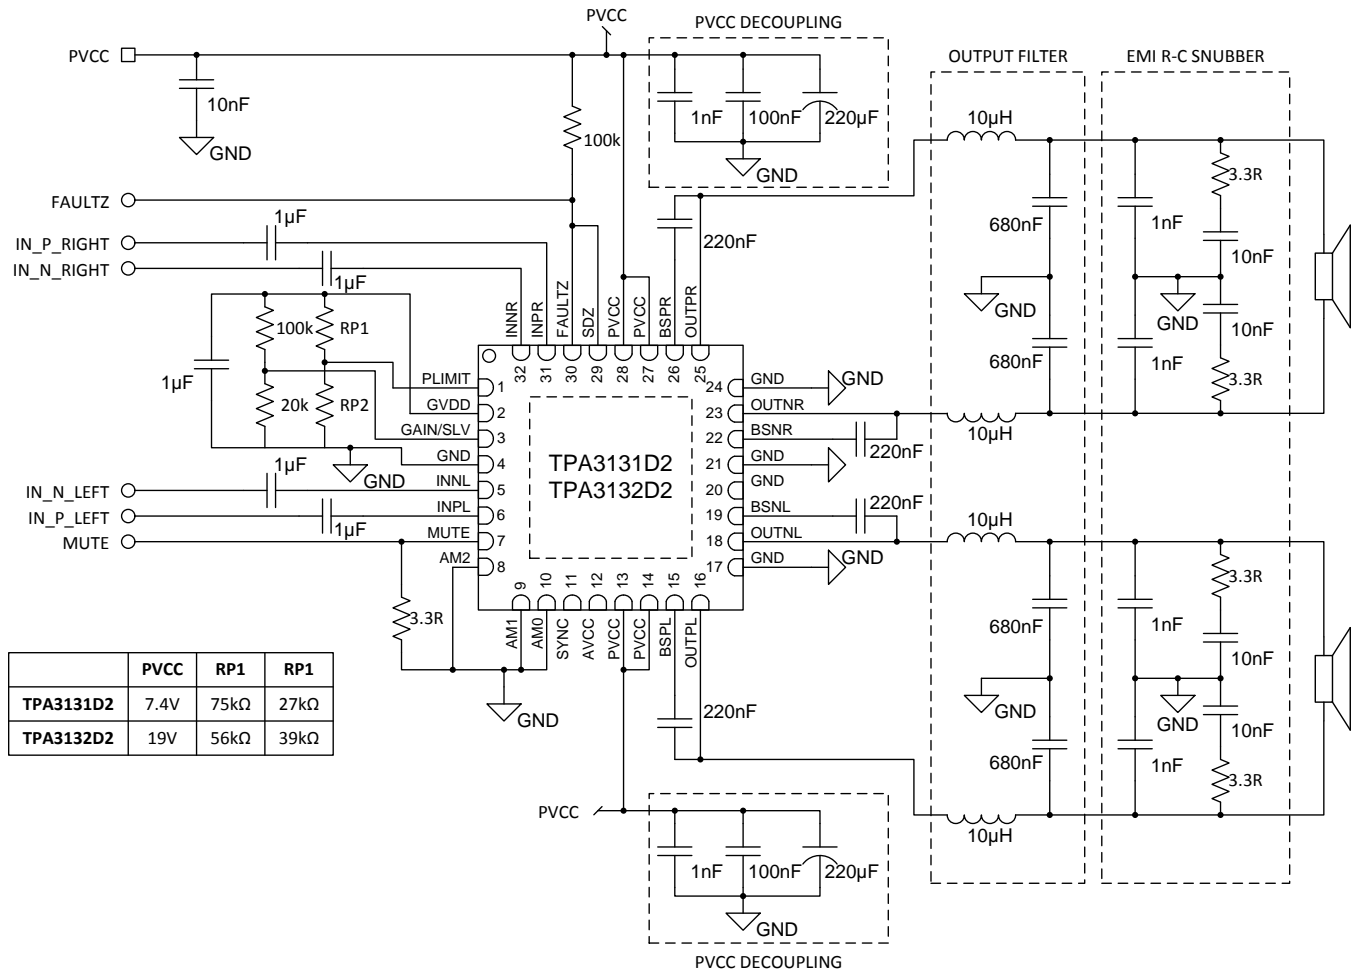 PVCC
PVCC DECOUPLING
PVCC
OUTPUT FILTER
EMI R-C SNUBBER
10nF
GND
100k
1nF
100nF
220µF
GND
10µH
3.3R
FAULTZ
1µF
220nF
680nF
1nF
10nF
IN_P_RIGHT
IN_N_RIGHT
1µF
GND
GND
INNR
INPR
FAULTZ
SDZ
PVCC
PVCC
BSPR
OUTPR
100k
RP1
10nF
1µF
680nF
1nF
3.3R
32
31
30
29
28
27
26
25
PLIMIT
1
24
GND
GND
20k
RP2
GVDD
2
23
OUTNR
10µH
GAIN/SLV
3
22
BSNR
220nF
GND
GND
4
21
GND
TPA3131D2
TPA3132D2
1µF
IN_N_LEFT
INNL
5
20
GND
IN_P_LEFT
1µF
INPL
6
19
BSNL
220nF
MUTE
MUTE
7
18
OUTNL
10µH
AM2
8
17
GND
GND
9
10
11
12
13
14
15
16
AM1
AM0
SYNC
AVCC
PVCC
PVCC
BSPL
OUTPL
3.3R
3.3R
680nF
1nF
10nF
GND
220nF
GND
GND
10nF
680nF
1nF
3.3R
PVCC RP1 RP1
TPA3131D2 7.4V 75kΩ 27kΩ
TPA3132D2 19V 56kΩ 39kΩ
PVCC
10µH
1nF
100nF
220µF
GND
PVCC DECOUPLING